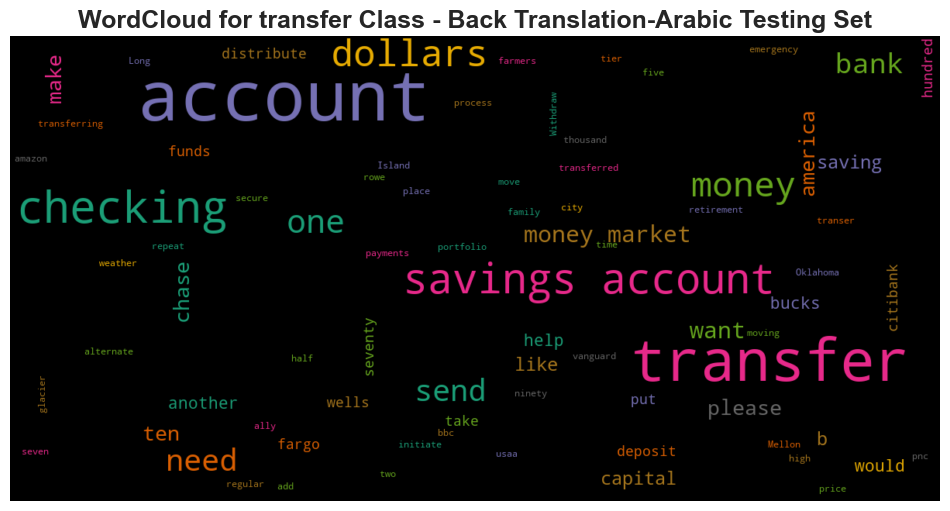 WordCloud for transfer Class - Back Translation-Arabic Testing Set
make
Long
distribute
dollars
farmers
tier
five
emergency
bank
hundred
account
process
Withdraw
thousand
transferring
amazon
funds
Island
rowe
place
move
transferred
america
saving
money
checking
secure
one
family
city
retirement
transer
money market
time
repeat
weather
payments
portfolio
chase
savings account
Oklahoma
bucks
citibank
alternate
half
seventy
help
like
vanguard
want
moving
transfer
glacier
another
wells
send
ninety
put
please
ten
ally
fargo
take
bbc
initiate
usaa
deposit
Mellon
b
high
would
pnc
seven
need
regular
add
two
capital
price